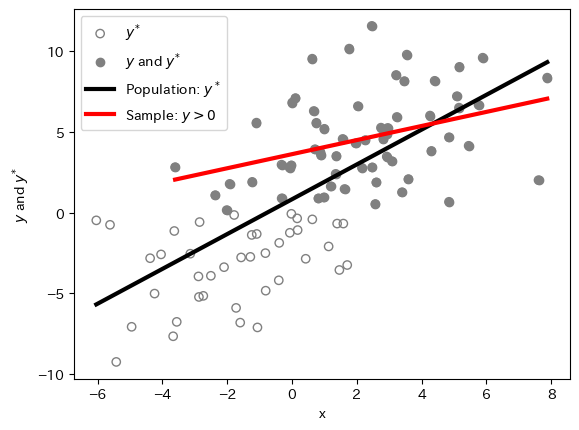 y*
y and y*
Population: y*
Sample: y > 0
10
5
0
−5
−10
y and y*
−6 −4 −2 0 2 4 6 8
x